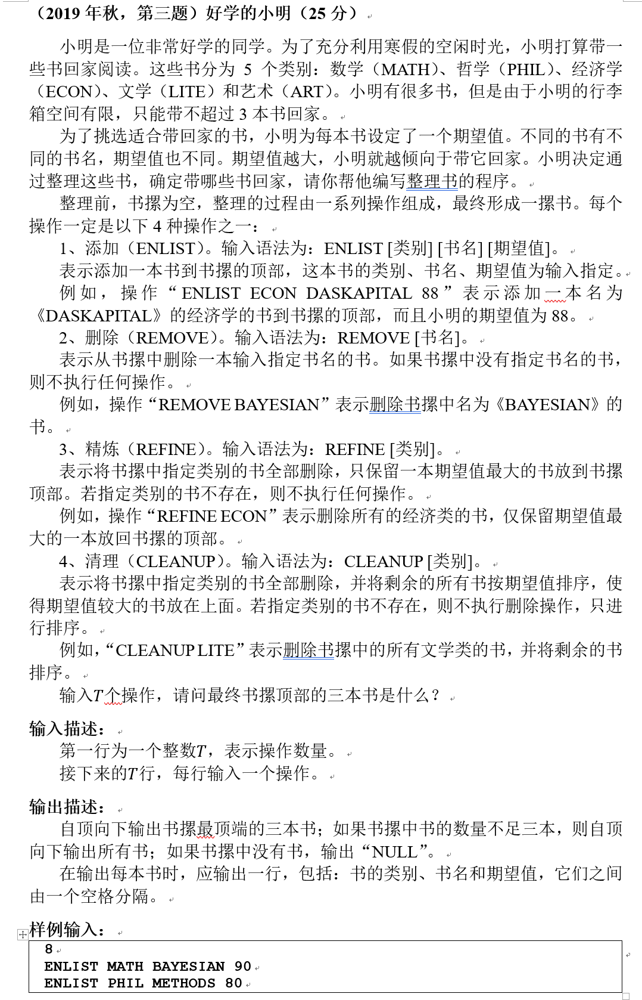 （2019 年秋，第三题）好学的小明（25 分）
小明是一位非常好学的同学。为了充分利用寒假的空闲时光，小明打算带一
些书回家阅读。这些书分为 5 个类别：数学（MATH）、哲学（PHIL）、经济学
（ECON）、文学（LITE）和艺术（ART）。小明有很多书，但是由于小明的行李
箱空间有限，只能带不超过 3 本书回家。
为了挑选适合带回家的书，小明为每本书设定了一个期望值。不同的书有不
同的书名，期望值也不同。期望值越大，小明就越倾向于带它回家。小明决定通
过整理这些书，确定带哪些书回家，请你帮他编写整理书的程序。
整理前，书摞为空，整理的过程由一系列操作组成，最终形成一摞书。每个
操作一定是以下 4 种操作之一：
1、添加（ENLIST）。输入语法为：ENLIST [类别] [书名] [期望值]。
表示添加一本书到书摞的顶部，这本书的类别、书名、期望值为输入指定。
例如，操作“ENLIST ECON DASKAPITAL 88”表示添加一本名为
《DASKAPITAL》的经济学的书到书摞的顶部，而且小明的期望值为 88。
2、删除（REMOVE）。输入语法为：REMOVE [书名]。
表示从书摞中删除一本输入指定书名的书。如果书摞中没有指定书名的书，
则不执行任何操作。
例如，操作“REMOVE BAYESIAN”表示删除书摞中名为《BAYESIAN》的
书。
3、精炼（REFINE）。输入语法为：REFINE [类别]。
表示将书摞中指定类别的书全部删除，只保留一本期望值最大的书放到书摞
顶部。若指定类别的书不存在，则不执行任何操作。
例如，操作“REFINE ECON”表示删除所有的经济类的书，仅保留期望值最
大的一本放回书摞的顶部。
4、清理（CLEANUP）。输入语法为：CLEANUP [类别]。
表示将书摞中指定类别的书全部删除，并将剩余的所有书按期望值排序，使
得期望值较大的书放在上面。若指定类别的书不存在，则不执行删除操作，只进
行排序。
例如，“CLEANUP LITE”表示删除书摞中的所有文学类的书，并将剩余的书
排序。
输入T个操作，请问最终书摞顶部的三本书是什么？
输入描述：
第一行为一个整数T，表示操作数量。
接下来的T行，每行输入一个操作。
输出描述：
自顶向下输出书摞最顶端的三本书；如果书摞中书的数量不足三本，则自顶
向下输出所有书；如果书摞中没有书，输出“NULL”。
在输出每本书时，应输出一行，包括：书的类别、书名和期望值，它们之间
由一个空格分隔。
样例输入：
8
ENLIST MATH BAYESIAN 90
ENLIST PHIL METHODS 80